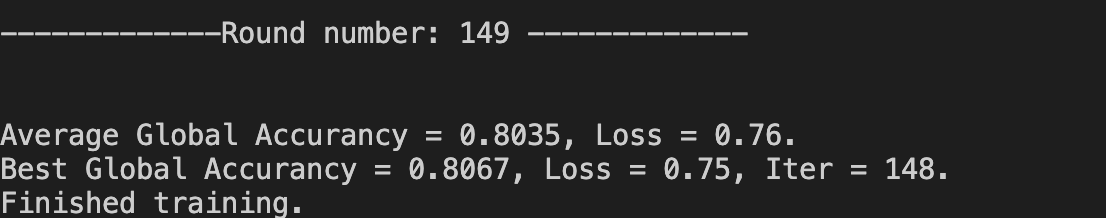 -------------Round number: 149 -------------
Average Global Accurancy = 0.8035, Loss = 0.76.
Best Global Accurancy = 0.8067, Loss = 0.75, Iter = 148.
Finished training.